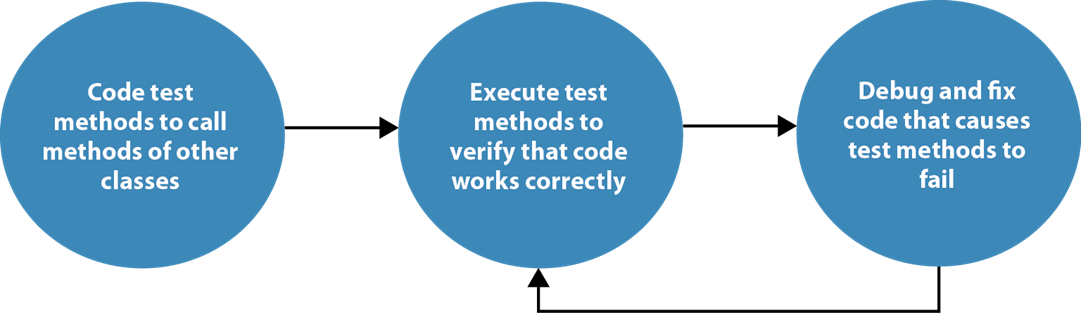 Code test
methods to call
methods of other
classes
Execute test
methods to
verify that code
works correctly
Debug and fix
code that causes
test methods to
fail